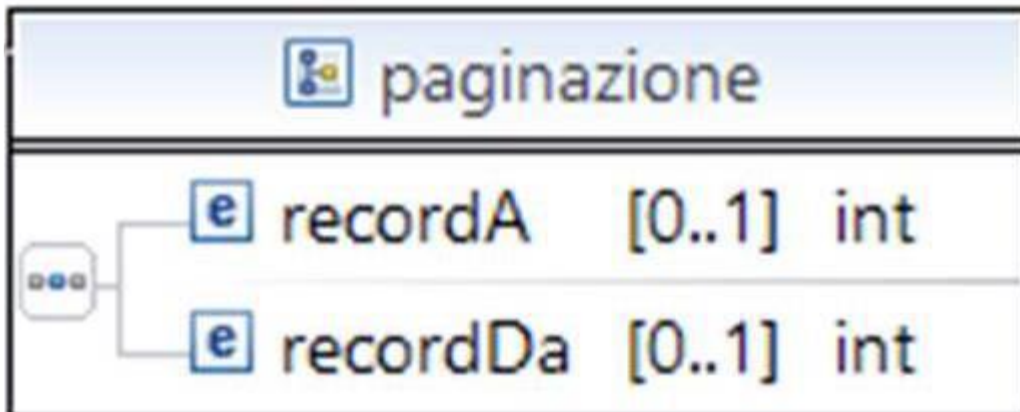 paginazione
e recordA [0..1] int
e recordDa [0..1] int